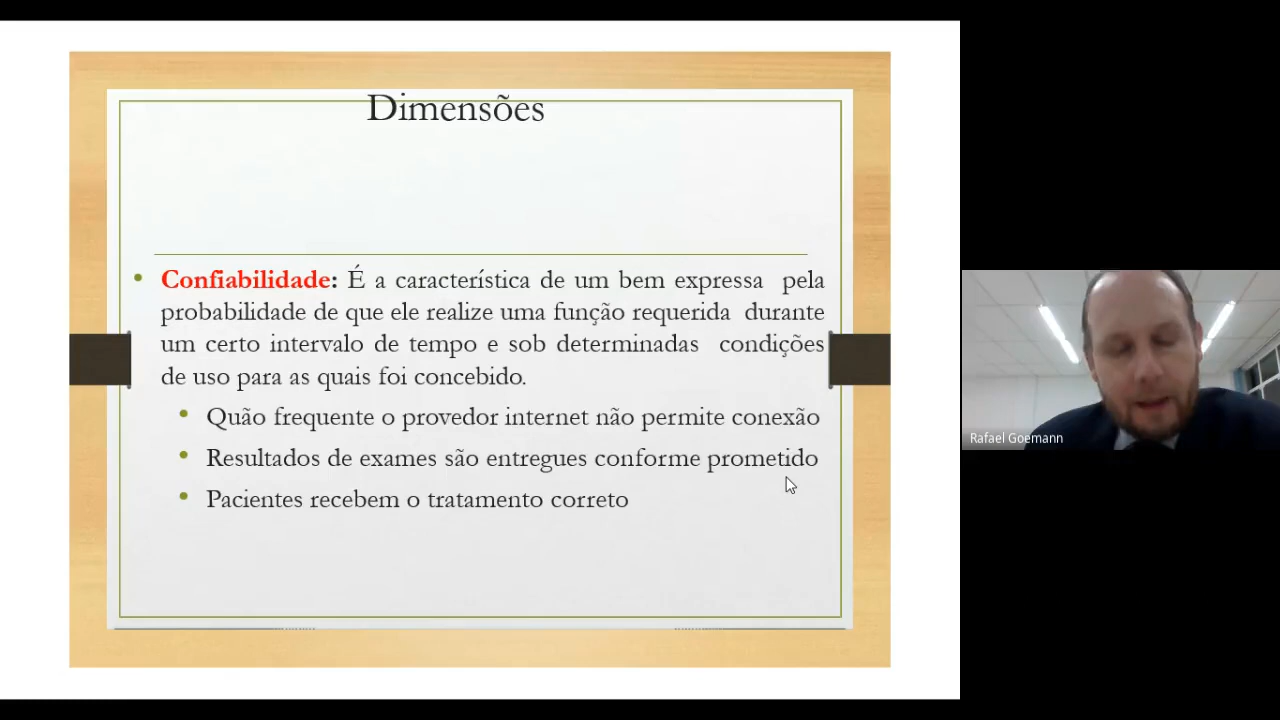 Dimensões
Confiabilidade: É a característica de um bem expressa pela
probabilidade de que ele realize uma função requerida durante
um certo intervalo de tempo e sob determinadas condições
de uso para as quais foi concebido.
Quão frequente o provedor internet não permite conexão
Resultados de exames são entregues conforme prometido
Pacientes recebem o tratamento correto
Rafael Goemann